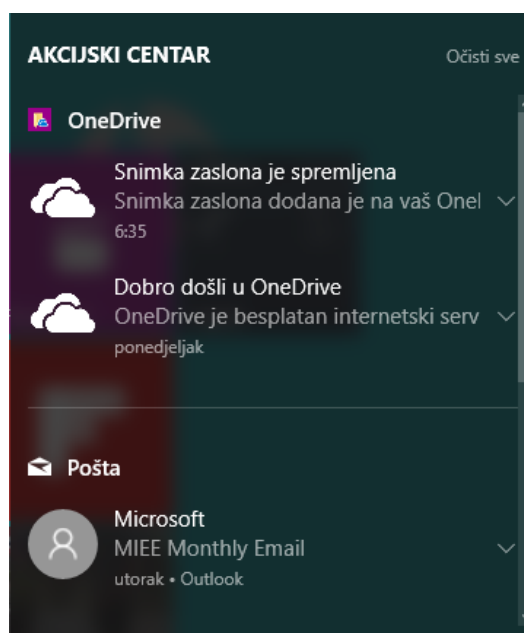 AKCIJSKI CENTAR
Očisti sve
OneDrive
Snimka zaslona je spremljena
Snimka zaslona dodana je na vaš
6:35
Dobro došli u OneDrive
OneDrive je besplatan internetski serv
ponedjeljak
Pošta
Microsoft
MIEE Monthly Email
utorak • Outlook